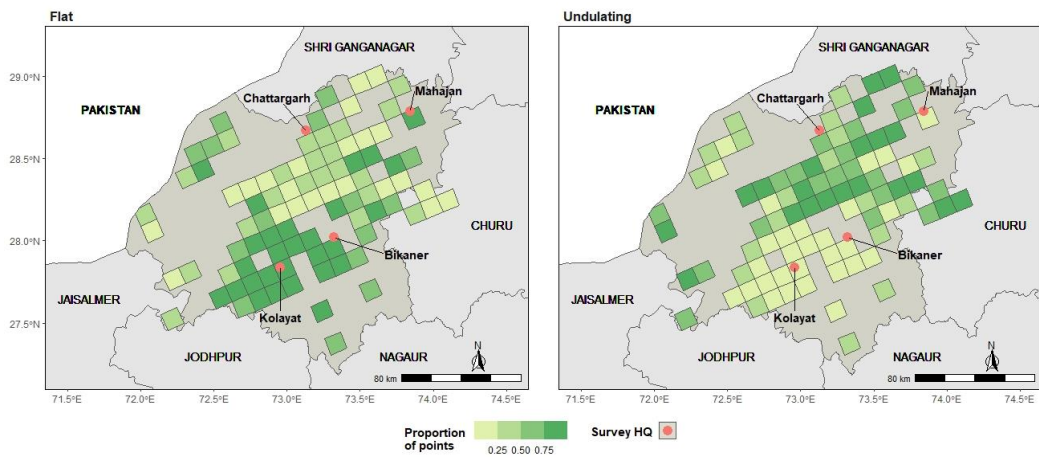 Flat
Undulating
SHRI GANGANAGAR
SHRI GANGANAGAR
29.0°N
Mahajan
Mahajan
Chattargarh
Chattargarh
PAKISTAN
PAKISTAN
28.5°N
CHURU
CHURU
28.0°N
Bikaner
Bikaner
JAISALMER
JAISALMER
Kolayat
Kolayat
27.5°N
JODHPUR
NAGAUR
N
JODHPUR
NAGAUR
N
80 km
80 km
71.5°E 72.0°E 72.5°E 73.0°E 73.5°E 74.0°E 74.5°E
71.5°E 72.0°E 72.5°E 73.0°E 73.5°E 74.0°E 74.5°E
Proportion
of points
0.25 0.50 0.75
Survey HQ